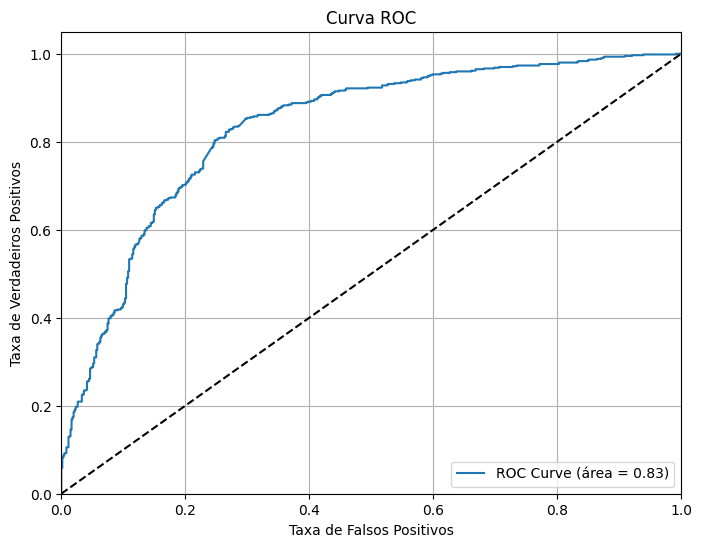 Curva ROC
1.0
0.8
0.6
0.4
0.2
0.0
Taxa de Verdadeiros Positivos
0.0 0.2 0.4 0.6 0.8 1.0
Taxa de Falsos Positivos
ROC Curve (área = 0.83)